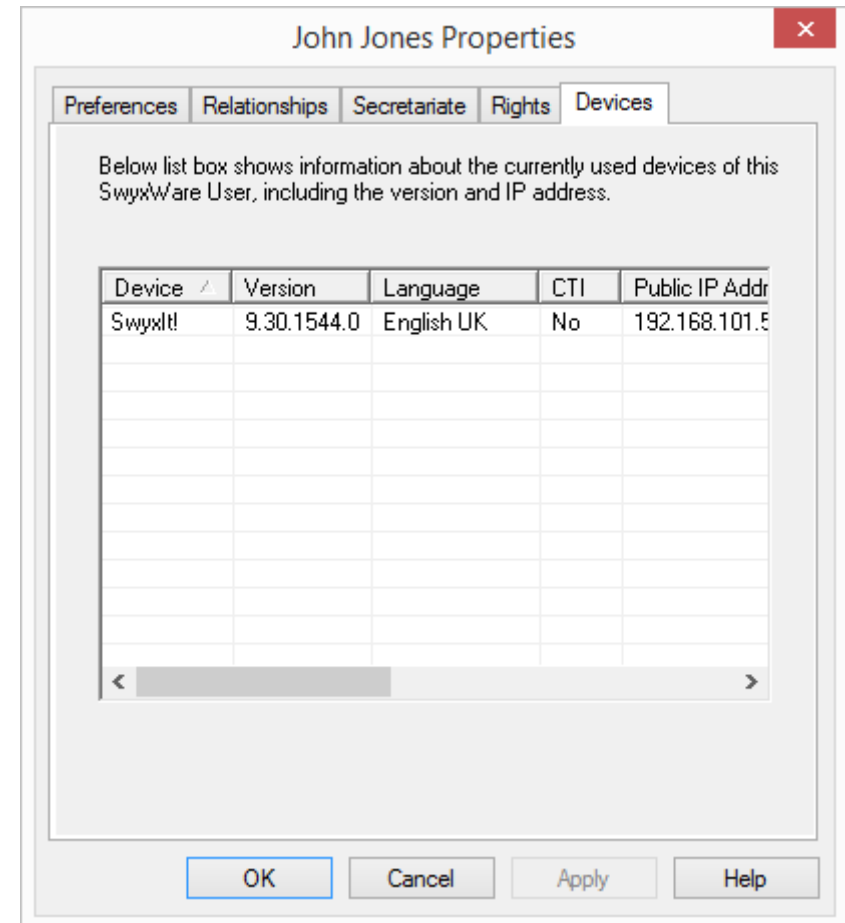 John Jones Properties
Preferences Relationships Secretariate Rights Devices
Below list box shows information about the currently used devices of this
SwyxWare User, including the version and IP address.
Device Version Language CTI Public IP Addr
SwyxIt! 9.30.1544.0 English UK No 192.168.101.5
OK Cancel Apply Help